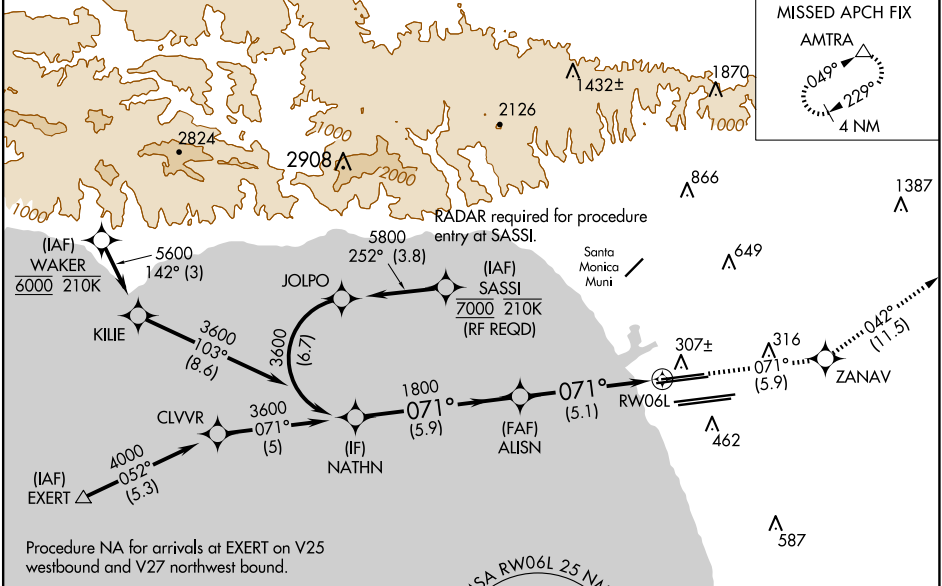 MISSED APCH FIX
AMTRA
049°
229°
4 NM
1432±
1870
1000
2126
1000
2824
2908
2000
1000
866
1387
RADAR required for procedure
entry at SASSI.
(IAF)
WAKER
6000 210K
5600
142° (3)
5800
252° (3.8)
(IAF)
SASSI
7000 210K
(RF REQD)
Santa
Monica
Muni
649
JOLPO
KILIE
3600
103°
(8.6)
3600
(6.7)
042°
(11.5)
307±
316
071°
(5.9)
ZANAV
RW06L
1800
071°
(5.9)
071°
(5.1)
CLVVR
3600
071°
(5)
(IF)
NATHN
(FAF)
ALISN
462
4000
052°
(5.3)
(IAF)
EXERT
587
Procedure NA for arrivals at EXERT on V25
westbound and V27 northwest bound.
SA RW06L 25 N